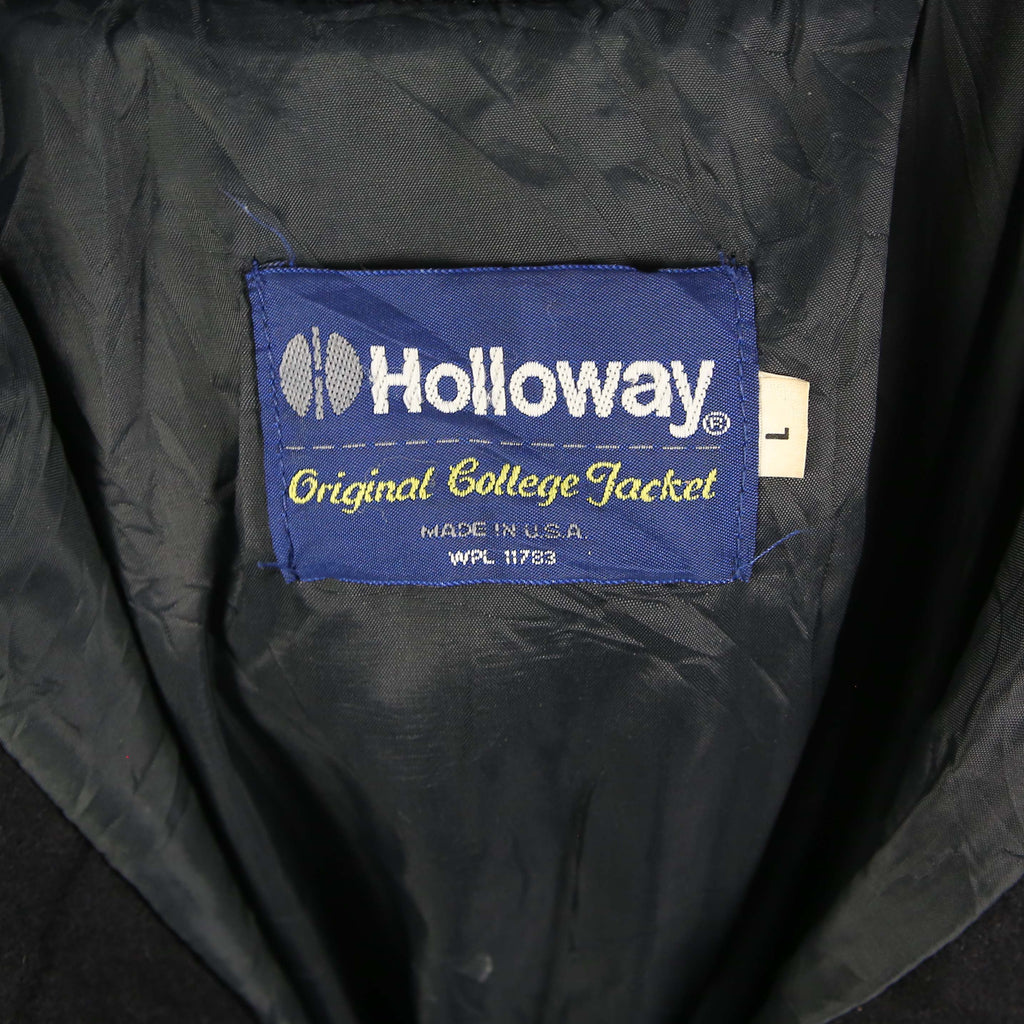 Holloway®
Original College Jacket
MADE IN U.S.A.
WPL 11783
L